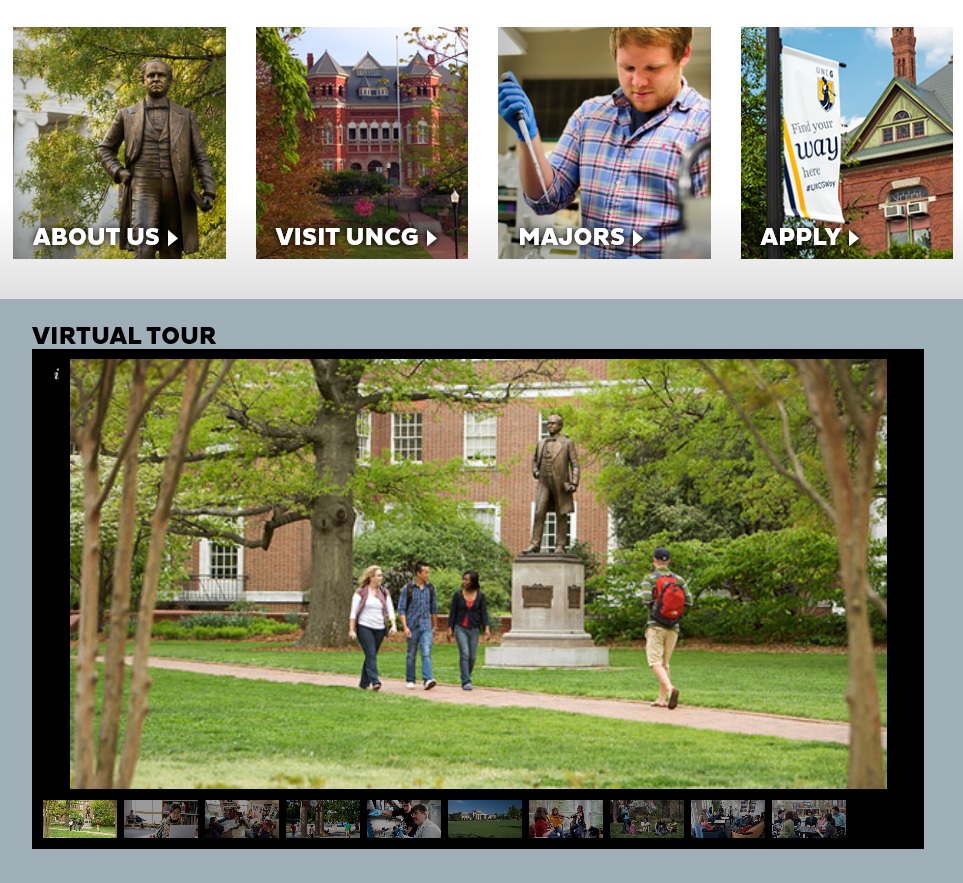 ABOUT US
VISIT UNCG
MAJORS
APPLY
UNCG
Find your
way
here
#UNCGWay
VIRTUAL TOUR
i